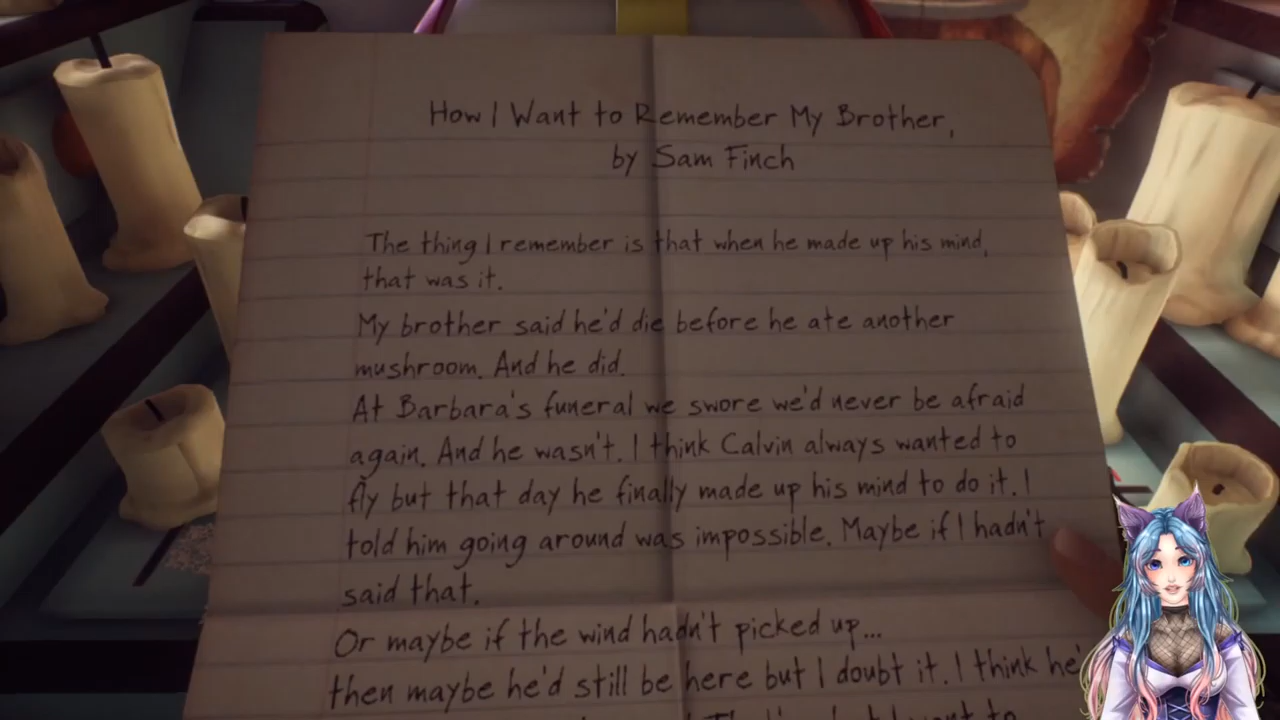 How I Want to Remember My Brother,
by Sam Finch
The thing I remember is that when he made up his mind,
that was it.
My brother said he'd die before he ate another
mushroom. And he did.
At Barbara's funeral we swore we'd never be afraid
again. And he wasn't. I think Calvin always wanted to
fly but that day he finally made up his mind to do it. I
told him going around was impossible. Maybe if I hadn't
said that.
Or maybe if the wind hadn't picked up...
then maybe he'd still be here but I doubt it. I think he'
I want to